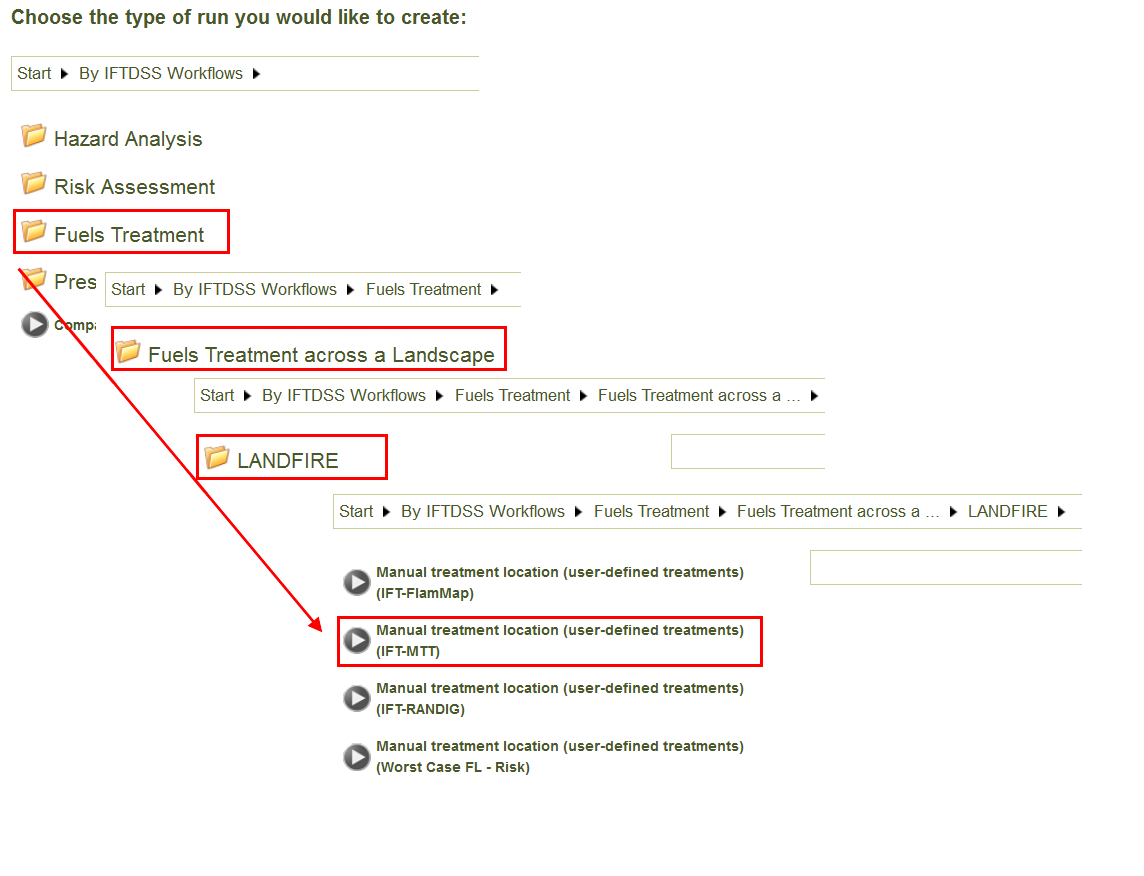 Choose the type of run you would like to create:
Start By IFTDSS Workflows
Hazard Analysis
Risk Assessment
Fuels Treatment
Pres
Compa
Start By IFTDSS Workflows Fuels Treatment
Fuels Treatment across a Landscape
Start By IFTDSS Workflows Fuels Treatment Fuels Treatment across a ...
LANDFIRE
Start By IFTDSS Workflows Fuels Treatment Fuels Treatment across a ... LANDFIRE
Manual treatment location (user-defined treatments)
(IFT-FlamMap)
Manual treatment location (user-defined treatments)
(IFT-MTT)
Manual treatment location (user-defined treatments)
(IFT-RANDIG)
Manual treatment location (user-defined treatments)
(Worst Case FL - Risk)